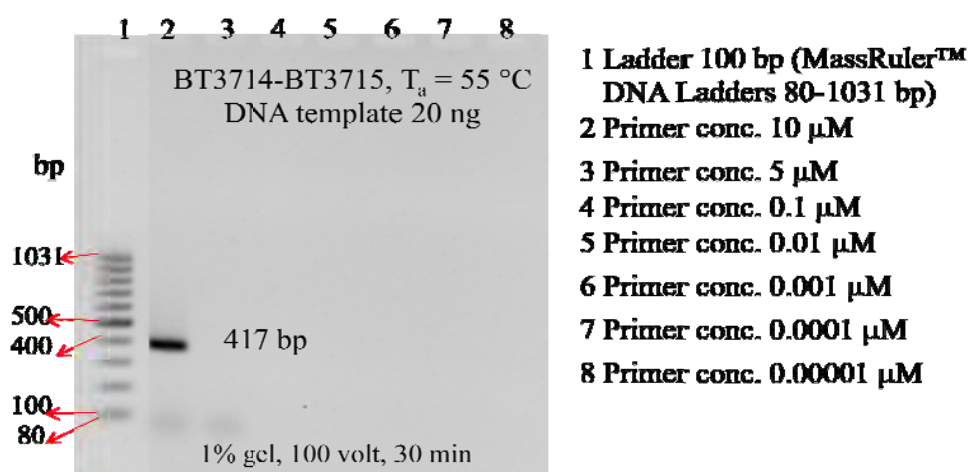 1 2 3 4 5 6 7 8
BT3714-BT3715, Ta = 55 °C
DNA template 20 ng
bp
1031
500
400
417 bp
100
80
1% gel, 100 volt, 30 min
1 Ladder 100 bp (MassRuler™
DNA Ladders 80-1031 bp)
2 Primer conc. 10 μM
3 Primer conc. 5 μM
4 Primer conc. 0.1 μM
5 Primer conc. 0.01 μM
6 Primer conc. 0.001 μM
7 Primer conc. 0.0001 μM
8 Primer conc. 0.00001 μM